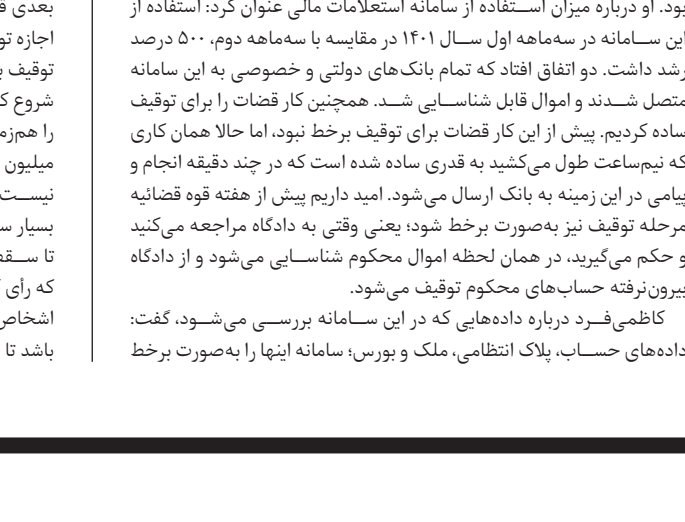 بود. او درباره میزان استفاده از سامانه استعلامات مالی عنوان کرد: استفاده از
این سامانه در سه‌ماهه اول سال ۱۴۰۱ در مقایسه با سه‌ماهه دوم، ۵۰۰ درصد
رشد داشت. دو اتفاق افتاد که تمام بانک‌های دولتی و خصوصی به این سامانه
متصل شدند و اموال قابل شناسایی شد. همچنین کار قضات را برای توقیف
ساده کردیم. پیش از این کار قضات برای توقیف برخط نبود، اما حالا همان کاری
که نیم‌ساعت طول می‌کشید به قدری ساده شده است که در چند دقیقه انجام و
پیامی در این زمینه به بانک ارسال می‌شود. امید داریم پیش از هفته قوه قضائیه
مرحله توقیف نیز به‌صورت برخط شود؛ یعنی وقتی به دادگاه مراجعه می‌کنید
و حکم می‌گیرید، در همان لحظه اموال محکوم شناسایی می‌شود و از دادگاه
بیرون‌نرفته حساب‌های محکوم توقیف می‌شود.
کاظمی‌فرد درباره داده‌هایی که در این سامانه بررسی می‌شود، گفت:
داده‌های حساب، پلاک انتظامی، ملک و بورس؛ سامانه اینها را به‌صورت برخط
بعدی
اجازه
توقیف
شروع
را
میلیون
نیست
بسیار
تا
که رأی
اشخاص
باشد تا